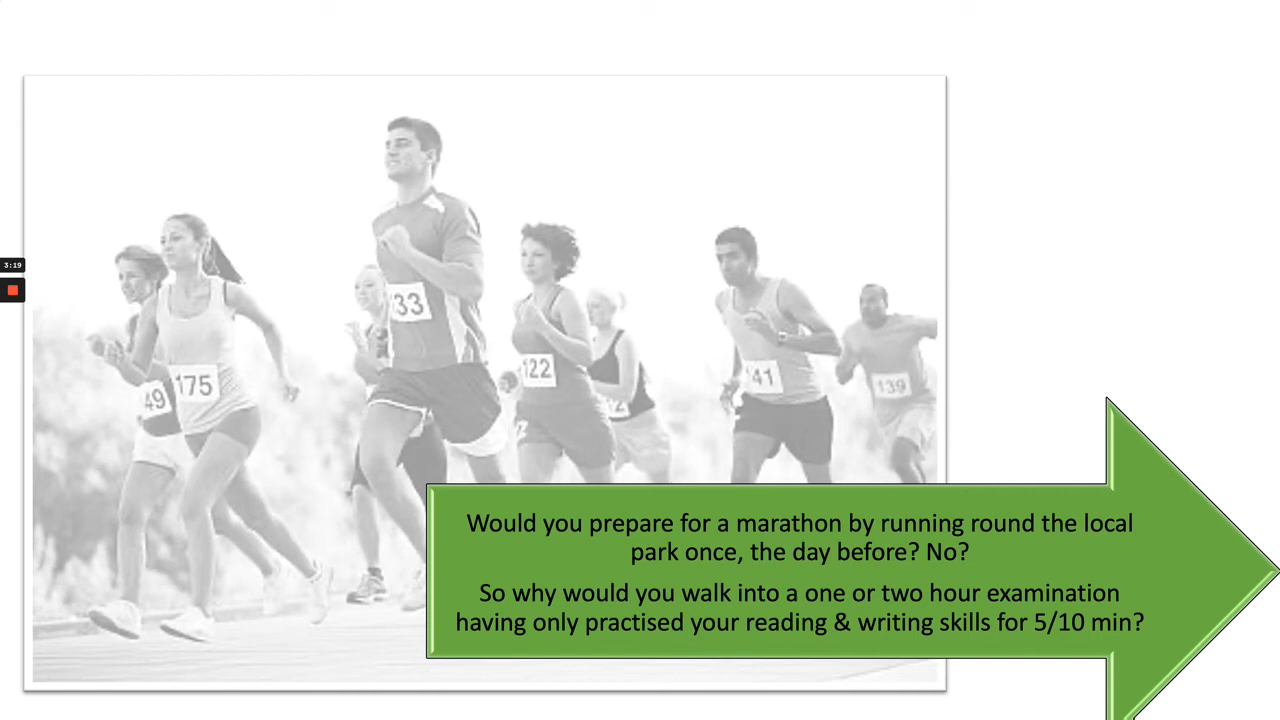 3:19
33
175
49
122
41
139
Would you prepare for a marathon by running round the local
park once, the day before? No?
So why would you walk into a one or two hour examination
having only practised your reading & writing skills for 5/10 min?